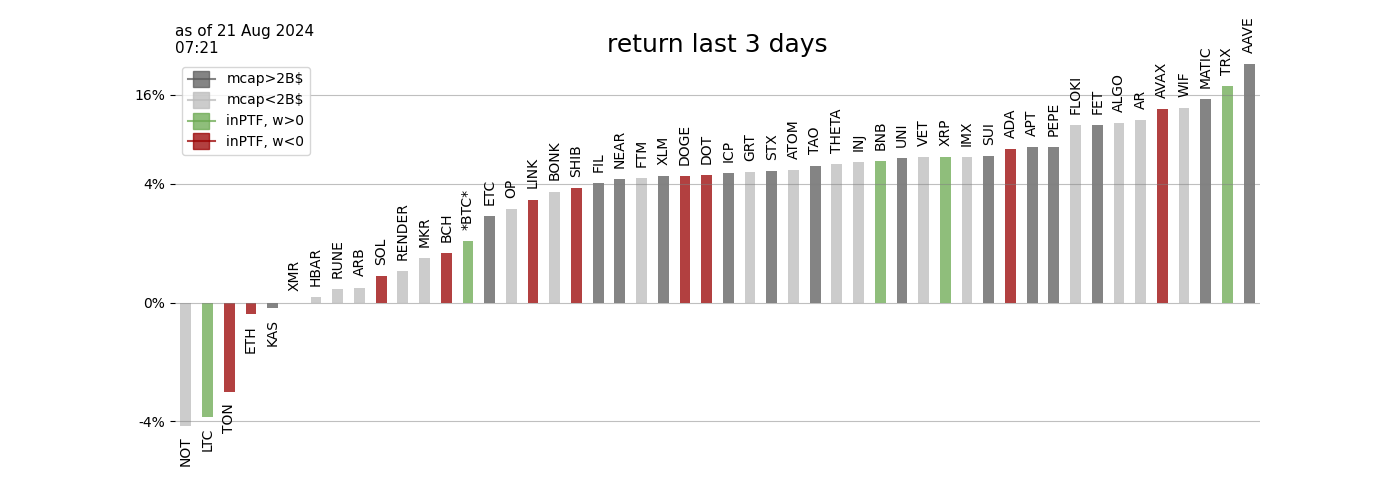 as of 21 Aug 2024
07:21
return last 3 days
mcap>2B$
mcap<2B$
inPTF, w>0
inPTF, w<0
16%
4%
0%
-4%
NOT
LTC
TON
ETH
KAS
XMR
HBAR
RUNE
ARB
SOL
RENDER
MKR
BCH
*BTC*
ETC
OP
LINK
BONK
SHIB
FIL
NEAR
FTM
XLM
DOGE
DOT
ICP
GRT
STX
ATOM
TAO
THETA
INJ
BNB
UNI
VET
XRP
IMX
SUI
ADA
APT
PEPE
FLOKI
FET
ALGO
AR
AVAX
WIF
MATIC
TRX
AAVE